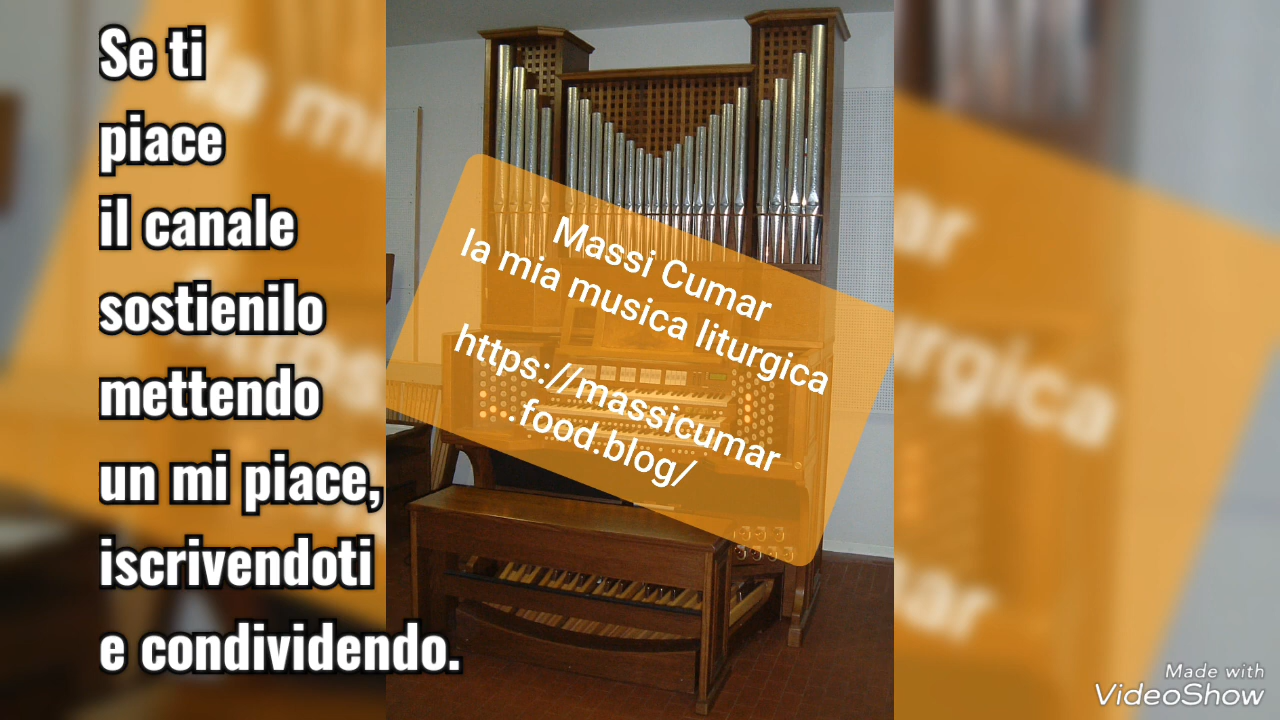 Se ti
piace
il canale
sostienilo
mettendo
un mi piace,
iscrivendoti
e condividendo.
Massi Cumar
la mia musica liturgica
https://massicumar
.food.blog/
Made with
VideoShow